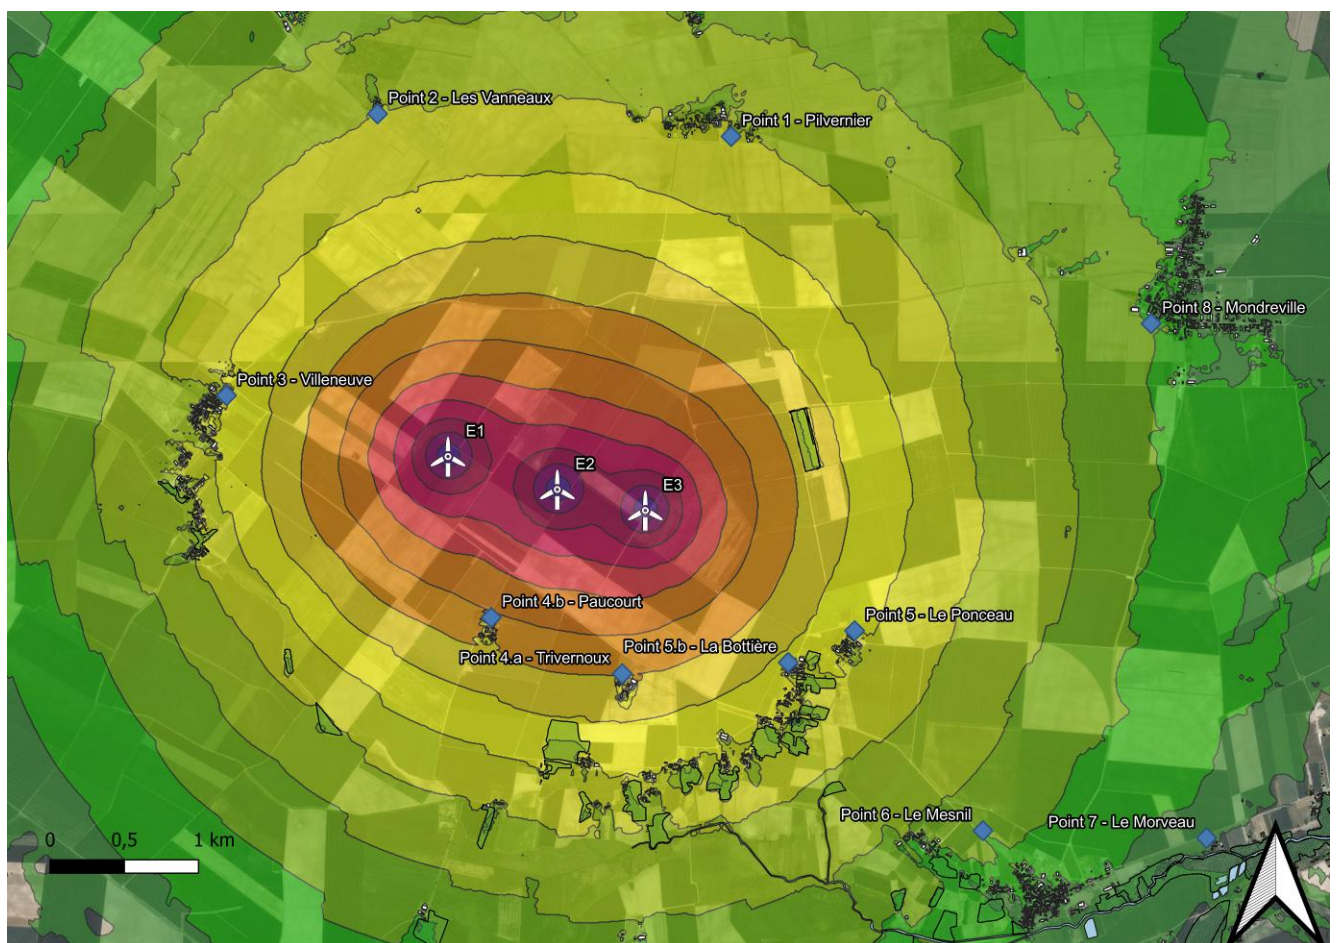 Point 2 - Les Vanneaux
Point 1 - Pilvernier
Point 8 - Mondreville
Point 3 - Villeneuve
E1
E2
E3
Point 4.b - Paucourt
Point 5 - Le Ponceau
Point 5.b - La Bottière
Point 4.a - Trivernoux
Point 6 - Le Mesnil
Point 7 - Le Morveau
0 0,5 1 km